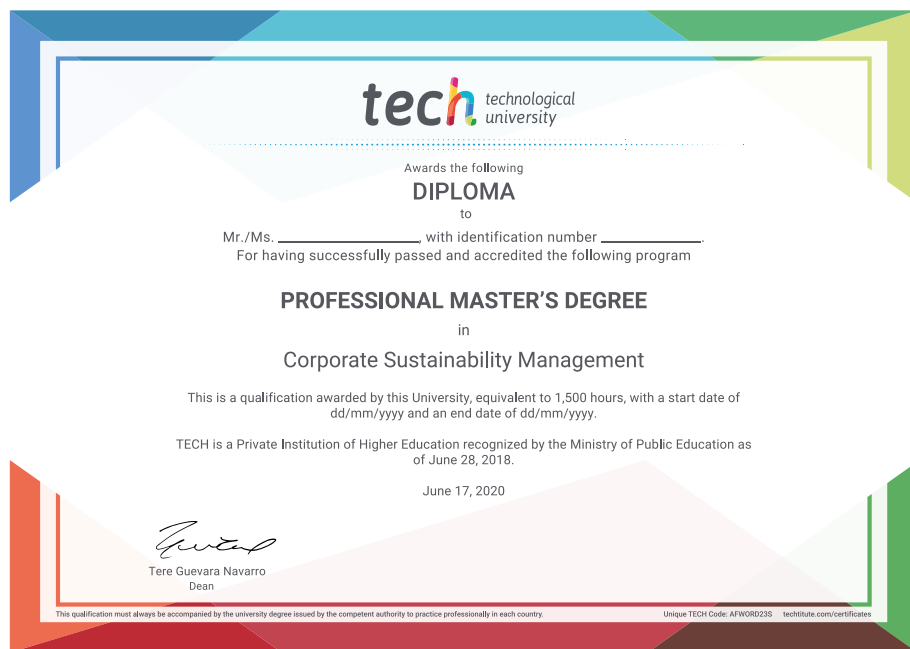 tech technological
university
Awards the following
DIPLOMA
to
Mr./Ms. ____________________, with identification number ______________.
For having successfully passed and accredited the following program
PROFESSIONAL MASTER’S DEGREE
in
Corporate Sustainability Management
This is a qualification awarded by this University, equivalent to 1,500 hours, with a start date of
dd/mm/yyyy and an end date of dd/mm/yyyy.
TECH is a Private Institution of Higher Education recognized by the Ministry of Public Education as
of June 28, 2018.
June 17, 2020
Tere Guevara Navarro
Dean
This qualification must always be accompanied by the university degree issued by the competent authority to practice professionally in each country.
Unique TECH Code: AFWORD23S techtitute.com/certificates